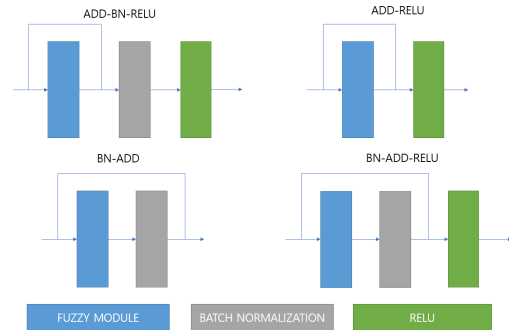 ADD-BN-RELU
ADD-RELU
BN-ADD
BN-ADD-RELU
FUZZY MODULE
BATCH NORMALIZATION
RELU